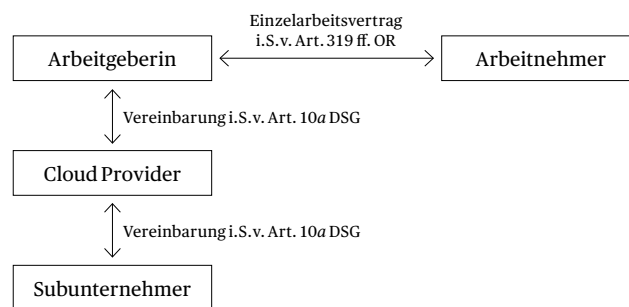 Einzelarbeitsvertrag
i.S.v. Art. 319 ff. OR
Arbeitgeberin
Arbeitnehmer
Vereinbarung i.S.v. Art. 10a DSG
Cloud Provider
Vereinbarung i.S.v. Art. 10a DSG
Subunternehmer